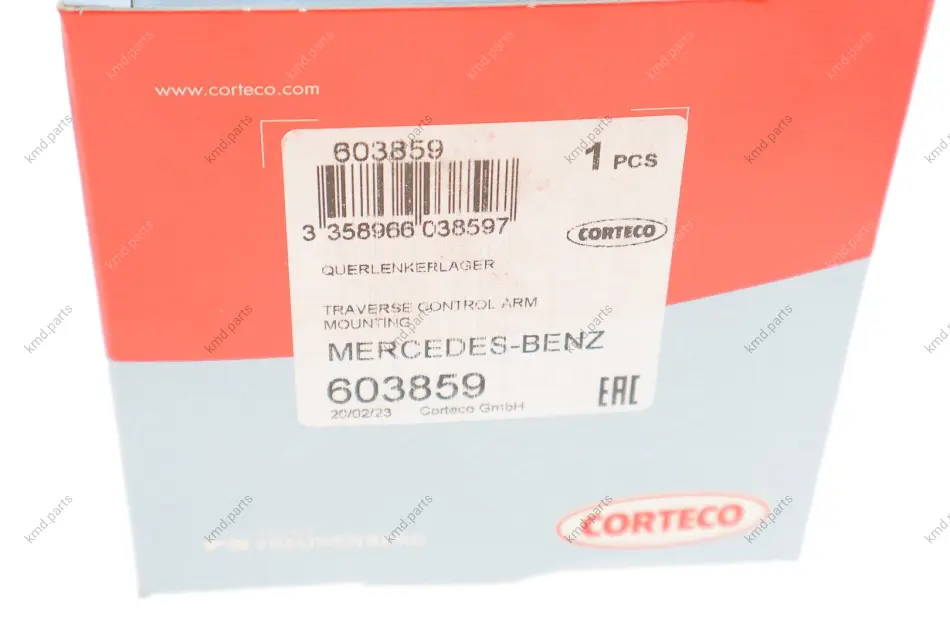 www.corteco.com
603859
1 PCS
3 358966 038597
CORTECO
QUERLENKERLAGER
TRAVERSE CONTROL ARM
MOUNTING
MERCEDES-BENZ
603859
EAC
20/02/23 Corteco GmbH
CORTECO
FREUDENBERG
kmd.parts